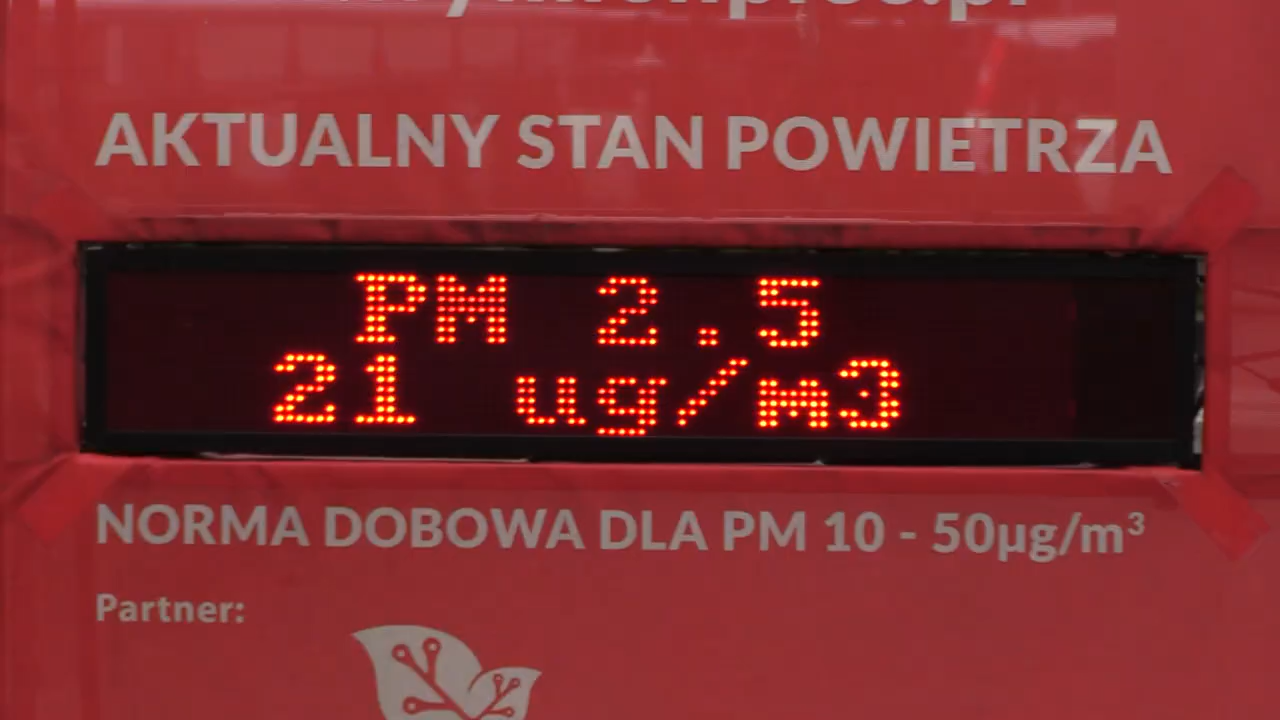 AKTUALNY STAN POWIETRZA
PM 2.5
21 ug/m3
NORMA DOBOWA DLA PM 10 - 50µg/m³
Partner: